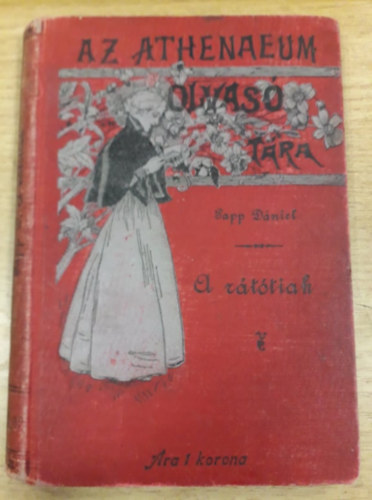 AZ ATHENAEUM
OLVASÓ
TÁRA
Papp Dániel
A rátótiak
Ára 1 korona